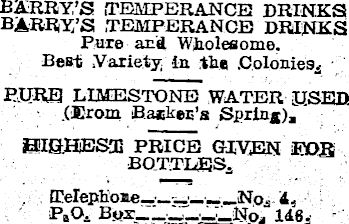 BARRY'S TEMPERANCE DRINKS
BARRY'S TEMPERANCE DRINKS
Pure and Wholesome.
Best Variety in the Colonies.
PURE LIMESTONE WATER USED
(From Barker's Spring).
HIGHEST PRICE GIVEN FOR
BOTTLES.
Telephone——————No. 4.
P.O. Box——————No. 146.